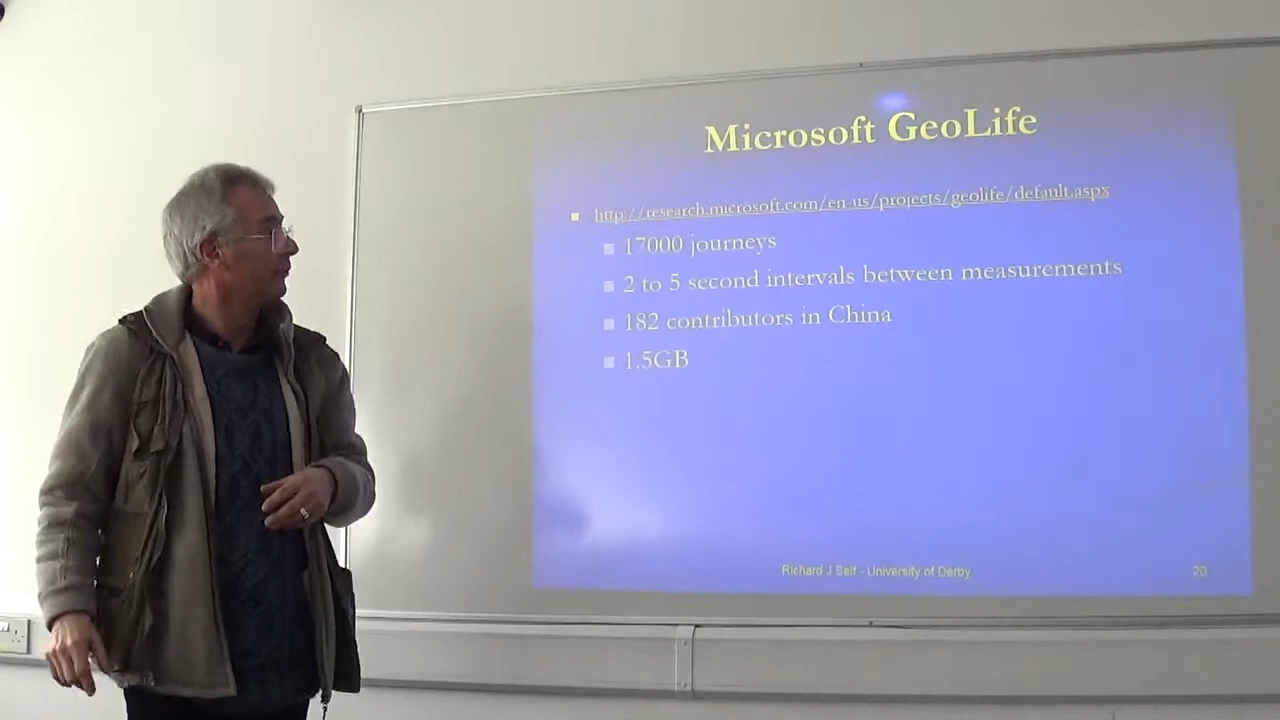 Microsoft GeoLife
http://research.microsoft.com/en-us/projects/geolife/default.aspx
17000 journeys
2 to 5 second intervals between measurements
182 contributors in China
1.5GB
Richard J Self - University of Derby
20